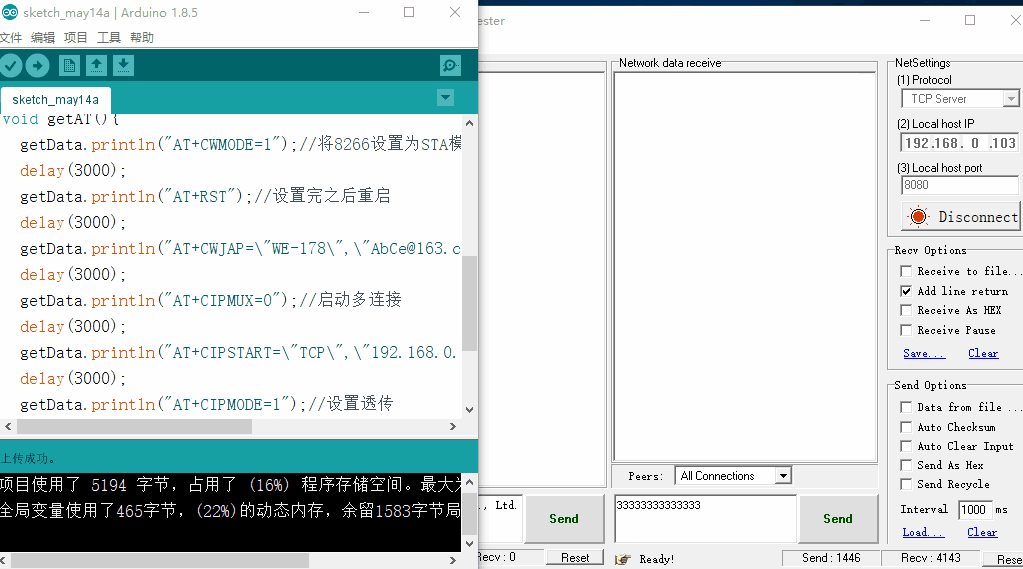 sketch_may14a | Arduino 1.8.5
文件 编辑 项目 工具 帮助
sketch_may14a
void getAT(){
getData.println("AT+CWMODE=1");//将8266设置为STA模
delay(3000);
getData.println("AT+RST");//设置完之后重启
delay(3000);
getData.println("AT+CWJAP=\"WE-178\",\"AbCe@163.c
delay(3000);
getData.println("AT+CIPMUX=0");//启动多连接
delay(3000);
getData.println("AT+CIPSTART=\"TCP\",\"192.168.0.
delay(3000);
getData.println("AT+CIPMODE=1");//设置透传
上传成功。
项目使用了 5194 字节，占用了 (16%) 程序存储空间。最大为
全局变量使用了465字节，(22%)的动态内存，余留1583字节局
ester
., Ltd.
Send
Recv : 0
Reset
Network data receive
Peers:
All Connections
33333333333333
Send
Ready!
Send : 1446
Recv : 4143
Rese
NetSettings
(1) Protocol
TCP Server
(2) Local host IP
192.168. 0 .103
(3) Local host port
8080
Disconnect
Recv Options
Receive to file...
Add line return
Receive As HEX
Receive Pause
Save... Clear
Send Options
Data from file ...
Auto Checksum
Auto Clear Input
Send As Hex
Send Recycle
Interval 1000 ms
Load... Clear